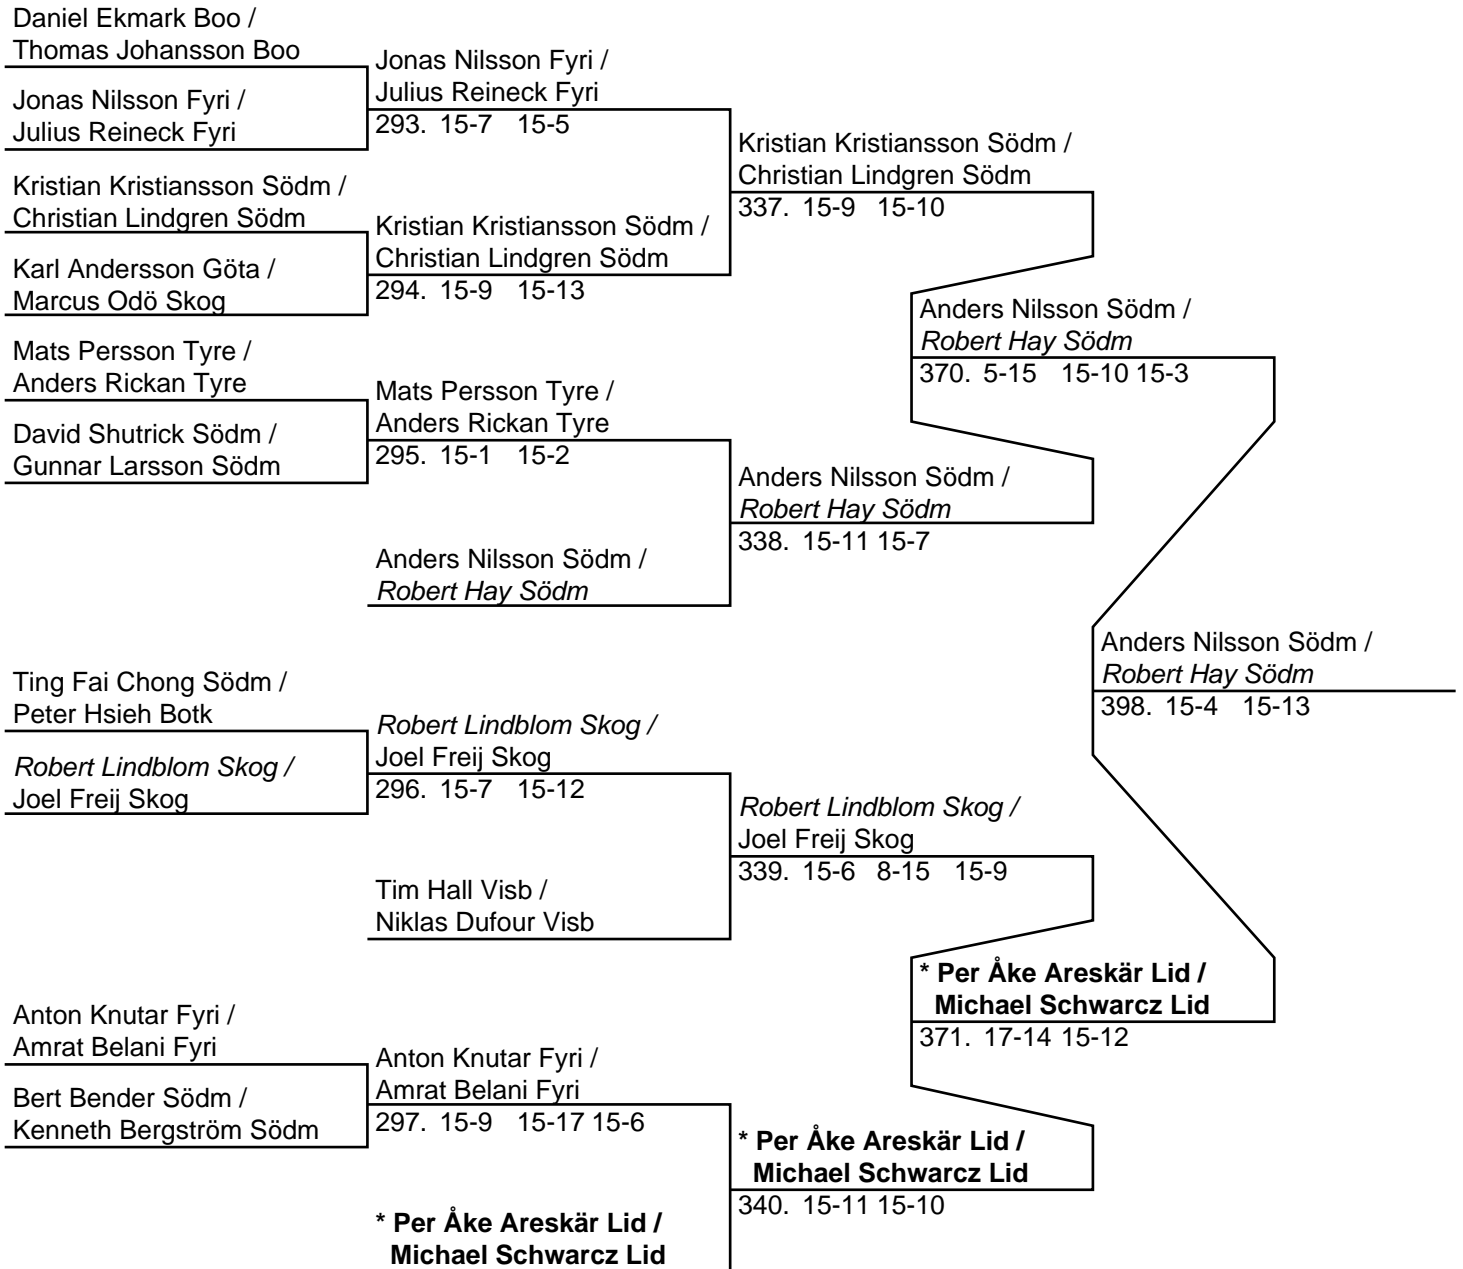 Daniel Ekmark Boo /
Thomas Johansson Boo
Jonas Nilsson Fyri /
Julius Reineck Fyri
Kristian Kristiansson Södm /
Christian Lindgren Södm
Karl Andersson Göta /
Marcus Odö Skog
Mats Persson Tyre /
Anders Rickan Tyre
David Shutrick Södm /
Gunnar Larsson Södm
Ting Fai Chong Södm /
Peter Hsieh Botk
Robert Lindblom Skog /
Joel Freij Skog
Anton Knutar Fyri /
Amrat Belani Fyri
Bert Bender Södm /
Kenneth Bergström Södm
Jonas Nilsson Fyri /
Julius Reineck Fyri
293. 15-7 15-5
Kristian Kristiansson Södm /
Christian Lindgren Södm
294. 15-9 15-13
Mats Persson Tyre /
Anders Rickan Tyre
295. 15-1 15-2
Anders Nilsson Södm /
Robert Hay Södm
Robert Lindblom Skog /
Joel Freij Skog
296. 15-7 15-12
Tim Hall Visb /
Niklas Dufour Visb
Anton Knutar Fyri /
Amrat Belani Fyri
297. 15-9 15-17 15-6
* Per Åke Areskär Lid /
Michael Schwarcz Lid
Kristian Kristiansson Södm /
Christian Lindgren Södm
337. 15-9 15-10
Anders Nilsson Södm /
Robert Hay Södm
338. 15-11 15-7
Robert Lindblom Skog /
Joel Freij Skog
339. 15-6 8-15 15-9
* Per Åke Areskär Lid /
Michael Schwarcz Lid
340. 15-11 15-10
Anders Nilsson Södm /
Robert Hay Södm
370. 5-15 15-10 15-3
* Per Åke Areskär Lid /
Michael Schwarcz Lid
371. 17-14 15-12
Anders Nilsson Södm /
Robert Hay Södm
398. 15-4 15-13